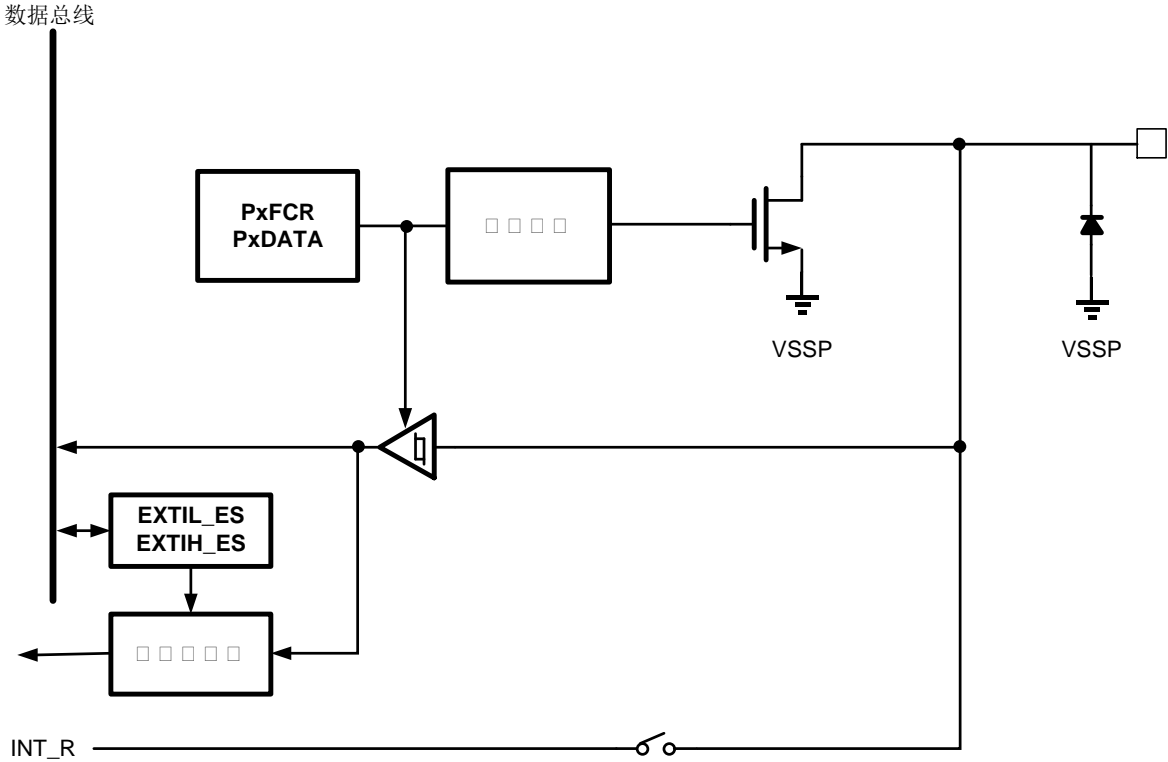 数据总线
PxFCR
PxDATA
VSSP
VSSP
EXTIL_ES
EXTIH_ES
INT_R